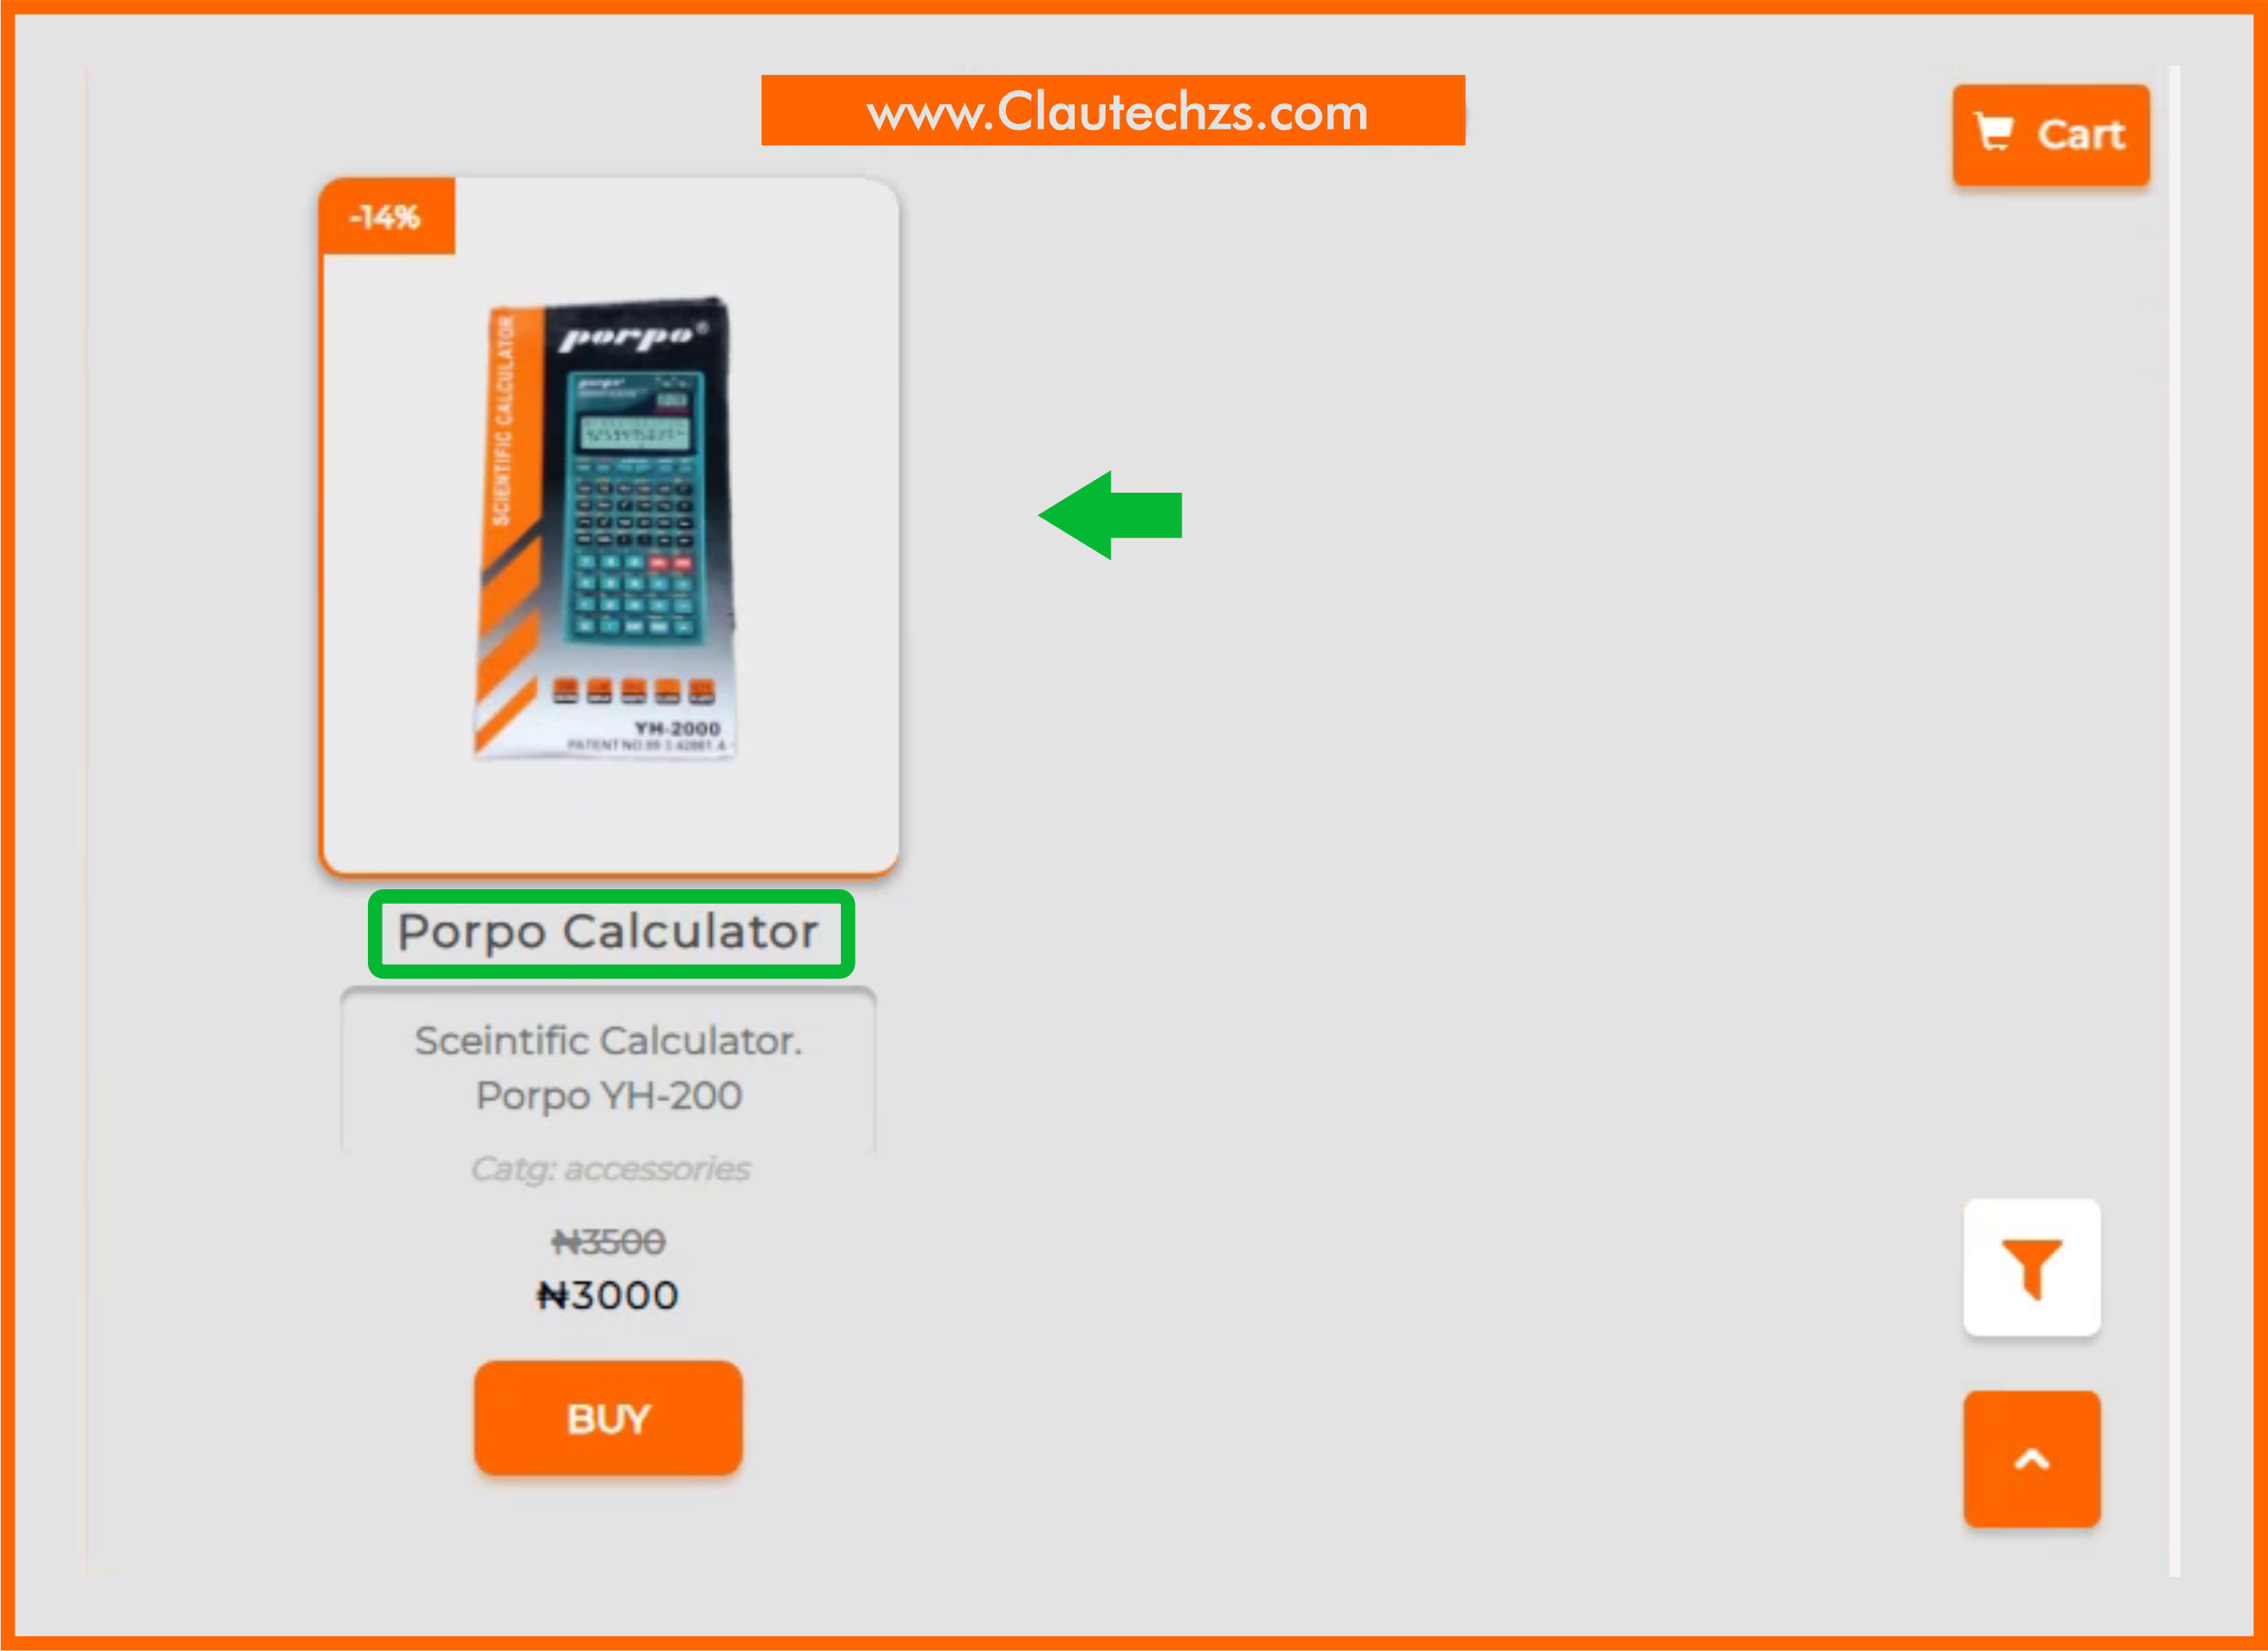 www.Clautechzs.com
Cart
-14%
porpo®
SCIENTIFIC CALCULATOR
porpo
YH-2000
PATENT NO
Porpo Calculator
Sceintific Calculator.
Porpo YH-200
Catg: accessories
₦3500
₦3000
BUY